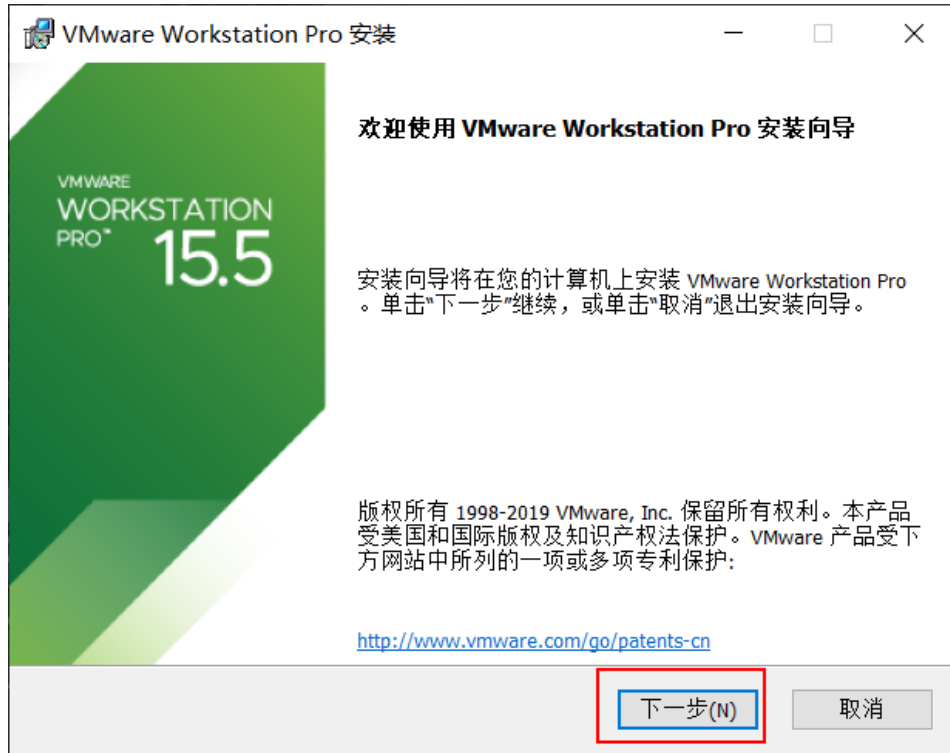 VMware Workstation Pro 安装
VMWARE
WORKSTATION
PRO™ 15.5
欢迎使用 VMware Workstation Pro 安装向导
安装向导将在您的计算机上安装 VMware Workstation Pro
。单击“下一步”继续，或单击“取消”退出安装向导。
版权所有 1998-2019 VMware, Inc. 保留所有权利。本产品
受美国和国际版权及知识产权法保护。VMware 产品受下
方网站中所列的一项或多项专利保护:
http://www.vmware.com/go/patents-cn
下一步(N) 取消